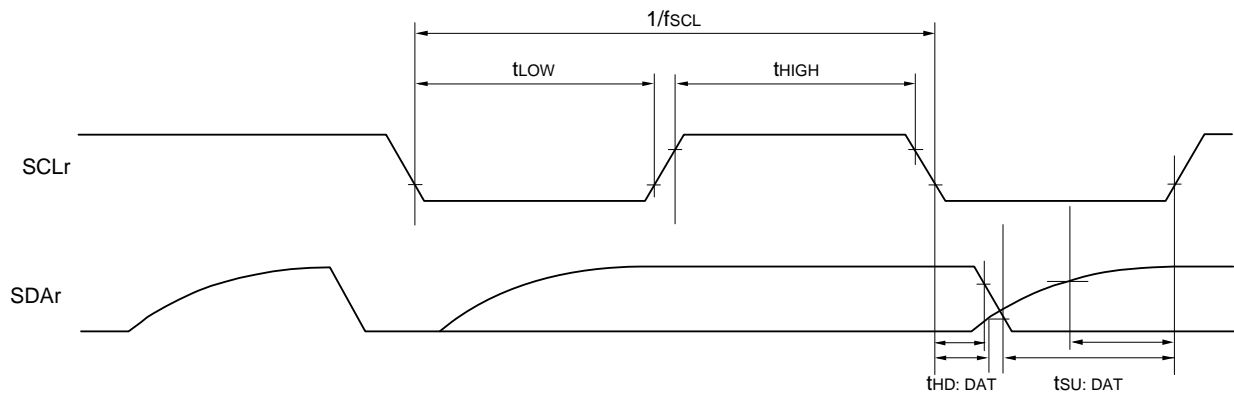 1/fSCL
tLOW
tHIGH
SCLr
SDAr
tHD: DAT
tSU: DAT